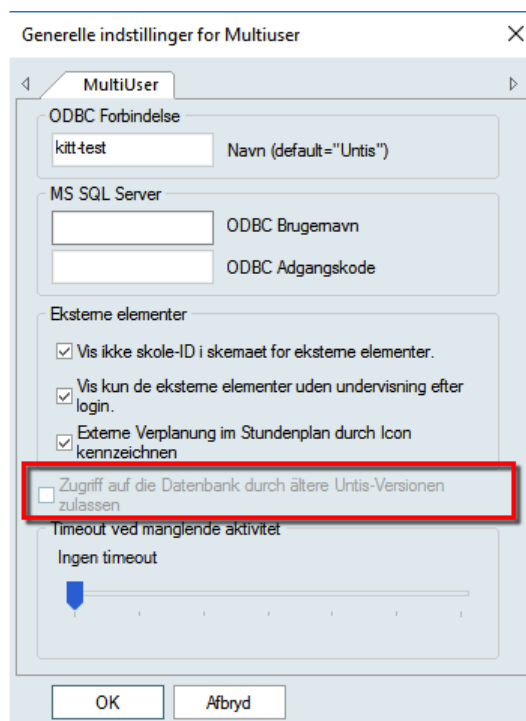 Generelle indstillinger for Multiuser
MultiUser
ODBC Forbindelse
kitt-test
Navn (default="Untis")
MS SQL Server
ODBC Brugernavn
ODBC Adgangskode
Eksterne elementer
Vis ikke skole-ID i skemaet for eksterne elementer.
Vis kun de eksterne elementer uden undervisning efter
login.
Externe Verplanung im Stundenplan durch Icon
kennzeichnen
Zugriff auf die Datenbank durch ältere Untis-Versionen
zulassen
Timeout ved manglende aktivitet
Ingen timeout
OK
Afbryd